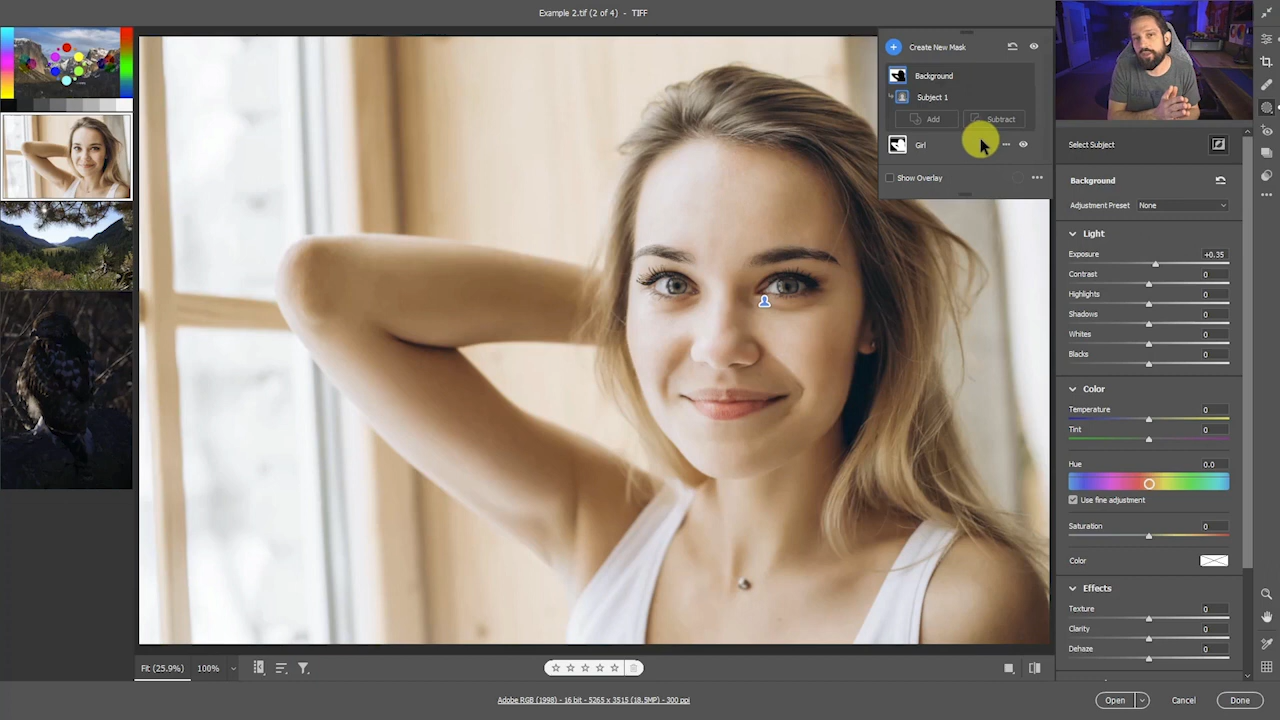 Example 2.tif (2 of 4) - TIFF
Create New Mask
Background
Subject 1
Add
Subtract
Girl
Show Overlay
Select Subject
Background
Adjustment Preset None
Light
Exposure +0.35
Contrast 0
Highlights 0
Shadows 0
Whites 0
Blacks 0
Color
Temperature 0
Tint 0
Hue 0.0
Use fine adjustment
Saturation 0
Color
Effects
Texture 0
Clarity 0
Dehaze 0
Fit (25.9%) 100%
Adobe RGB (1998) - 16 bit - 5265 x 3515 (18.5MP) - 300 ppi
Open Cancel Done